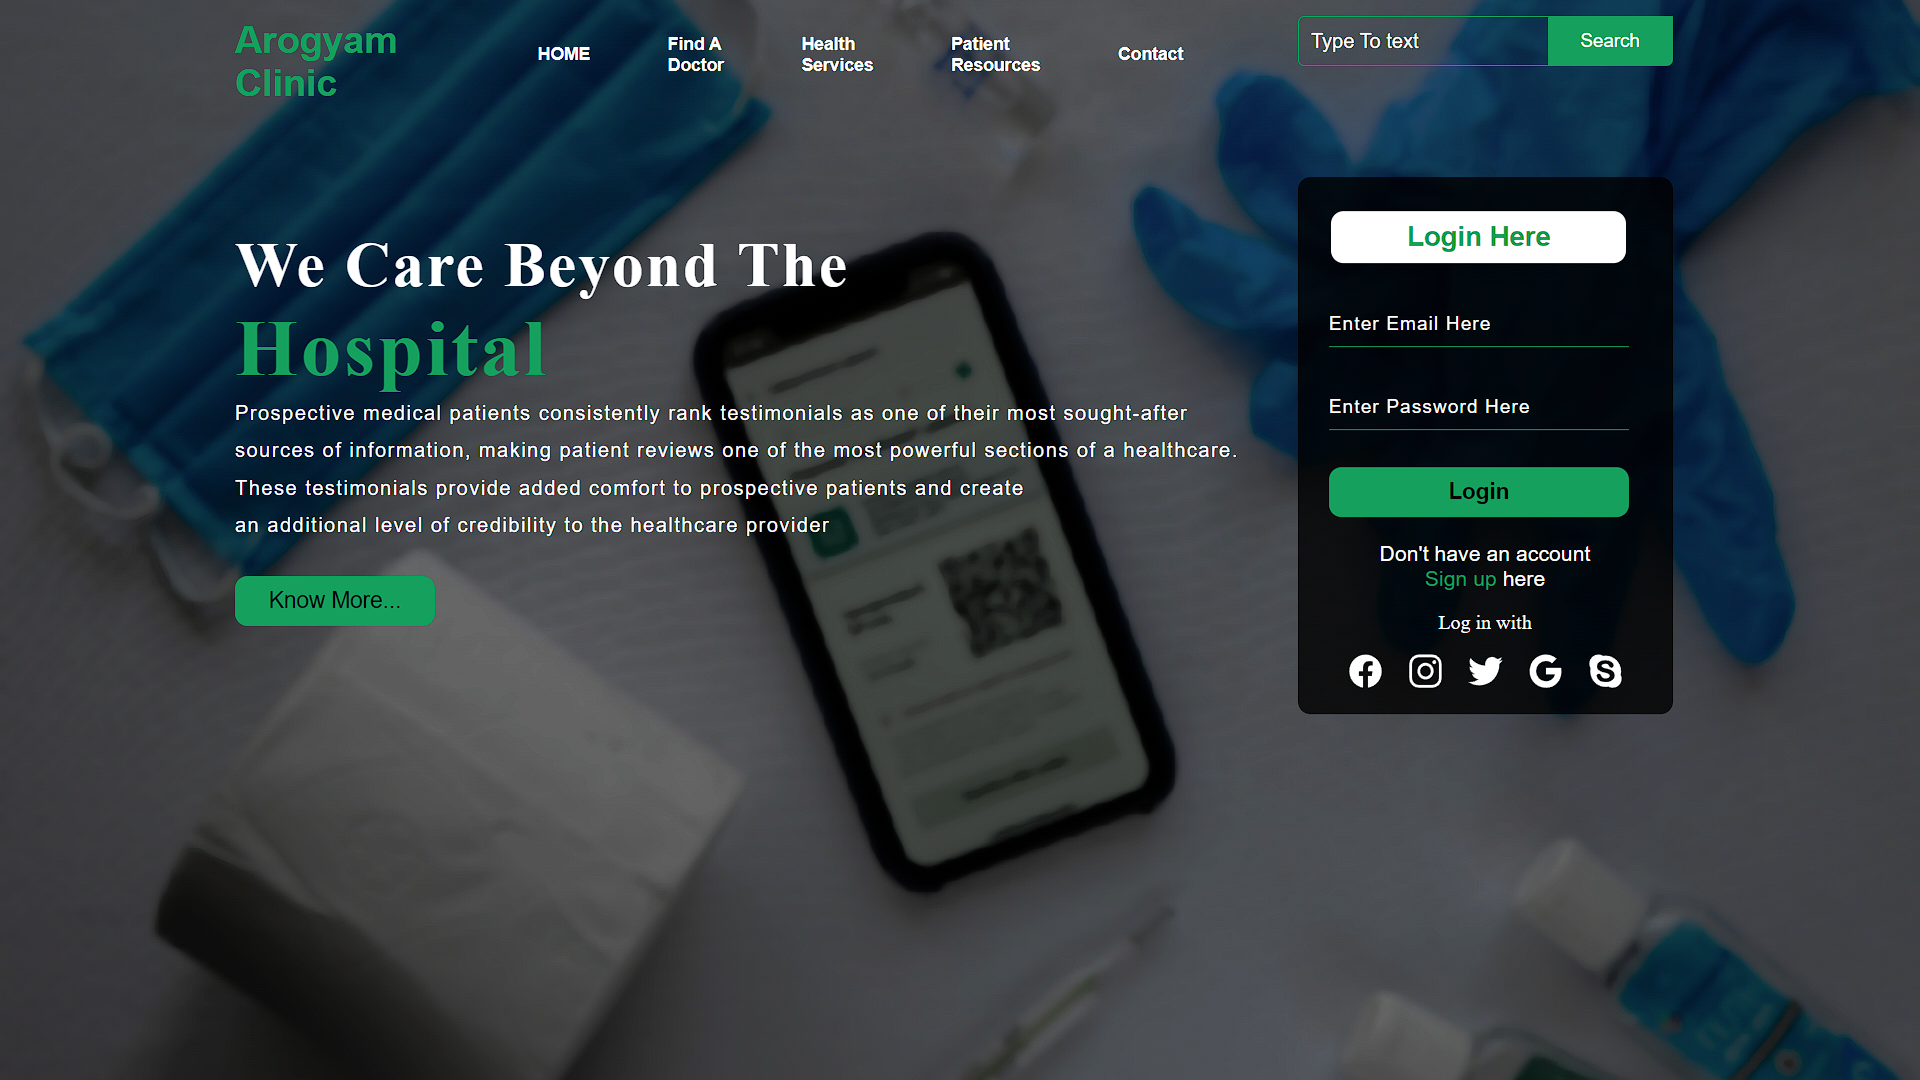 Arogyam
Clinic
HOME
Find A
Doctor
Health
Services
Patient
Resources
Contact
Type To text
Search
We Care Beyond The
Hospital
Prospective medical patients consistently rank testimonials as one of their most sought-after
sources of information, making patient reviews one of the most powerful sections of a healthcare.
These testimonials provide added comfort to prospective patients and create
an additional level of credibility to the healthcare provider
Know More...
Login Here
Enter Email Here
Enter Password Here
Login
Don't have an account
Sign up here
Log in with